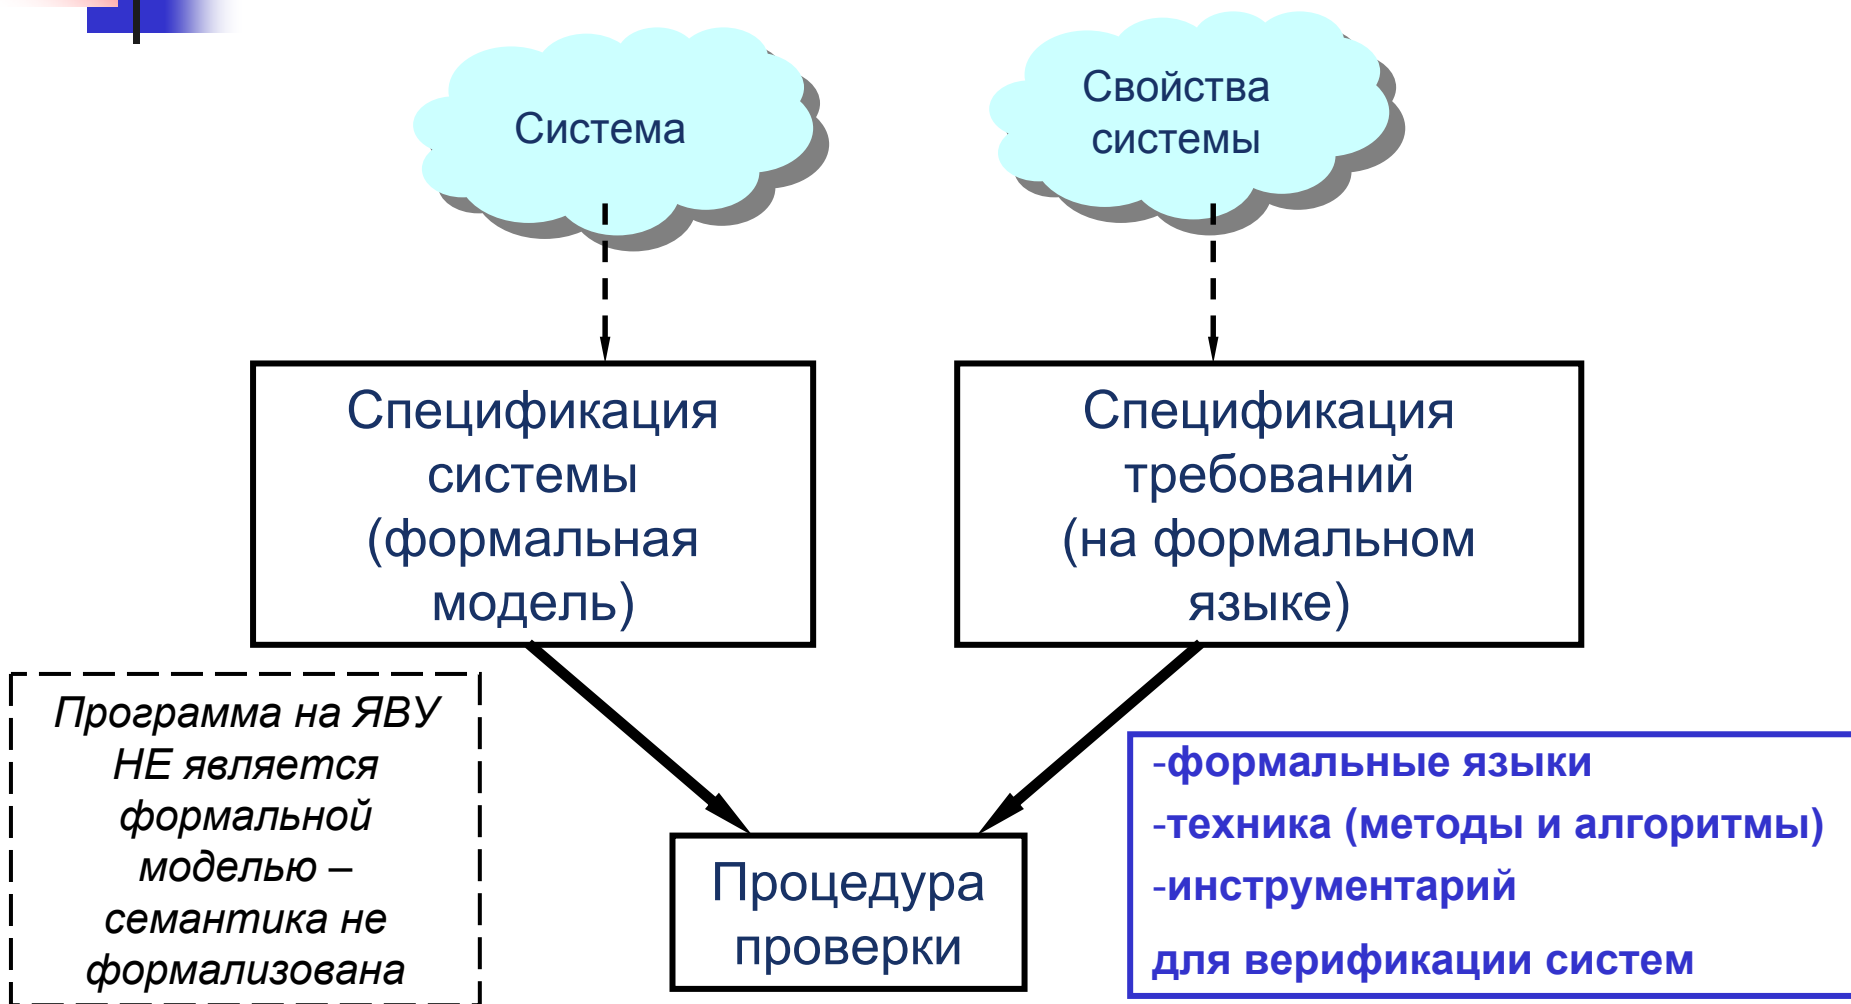 Система
Свойства
системы
Спецификация
системы
(формальная
модель)
Спецификация
требований
(на формальном
языке)
Программа на ЯВУ
НЕ является
формальной
моделью –
семантика не
формализована
Процедура
проверки
-формальные языки
-техника (методы и алгоритмы)
-инструментарий
для верификации систем